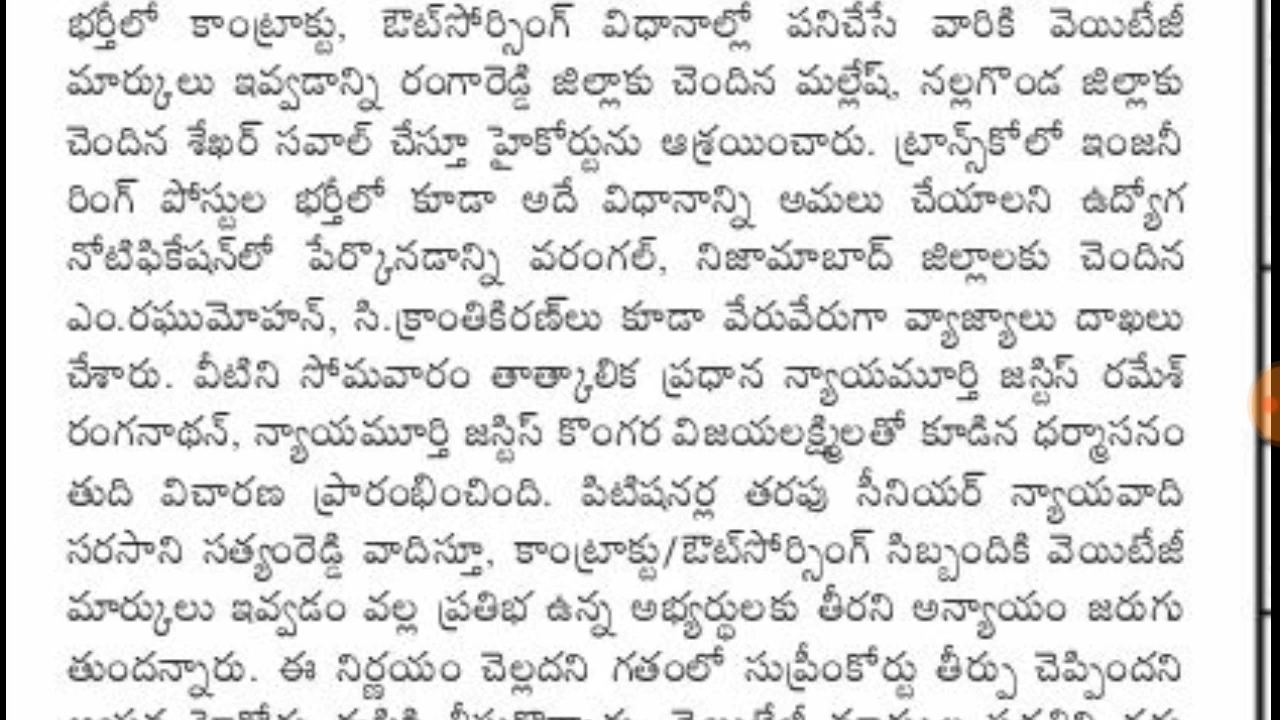 భర్తీలో కాంట్రాక్టు, ఔట్‌సోర్సింగ్ విధానాల్లో పనిచేసే వారికి వెయిటేజీ
మార్కులు ఇవ్వడాన్ని రంగారెడ్డి జిల్లాకు చెందిన మల్లేష్, నల్లగొండ జిల్లాకు
చెందిన శేఖర్ సవాల్ చేస్తూ హైకోర్టును ఆశ్రయించారు. ట్రాన్స్‌కోలో ఇంజనీ
రింగ్ పోస్టుల భర్తీలో కూడా అదే విధానాన్ని అమలు చేయాలని ఉద్యోగ
నోటిఫికేషన్‌లో పేర్కొనడాన్ని వరంగల్, నిజామాబాద్ జిల్లాలకు చెందిన
ఎం.రఘుమోహన్, సి.క్రాంతికిరణ్‌లు కూడా వేరువేరుగా వ్యాజ్యాలు దాఖలు
చేశారు. వీటిని సోమవారం తాత్కాలిక ప్రధాన న్యాయమూర్తి జస్టిస్ రమేశ్
రంగనాథన్, న్యాయమూర్తి జస్టిస్ కొంగర విజయలక్ష్మిలతో కూడిన ధర్మాసనం
తుది విచారణ ప్రారంభించింది. పిటిషనర్ల తరపు సీనియర్ న్యాయవాది
సరసాని సత్యంరెడ్డి వాదిస్తూ, కాంట్రాక్టు/ఔట్‌సోర్సింగ్ సిబ్బందికి వెయిటేజీ
మార్కులు ఇవ్వడం వల్ల ప్రతిభ ఉన్న అభ్యర్థులకు తీరని అన్యాయం జరుగు
తుందన్నారు. ఈ నిర్ణయం చెల్లదని గతంలో సుప్రీంకోర్టు తీర్పు చెప్పిందని